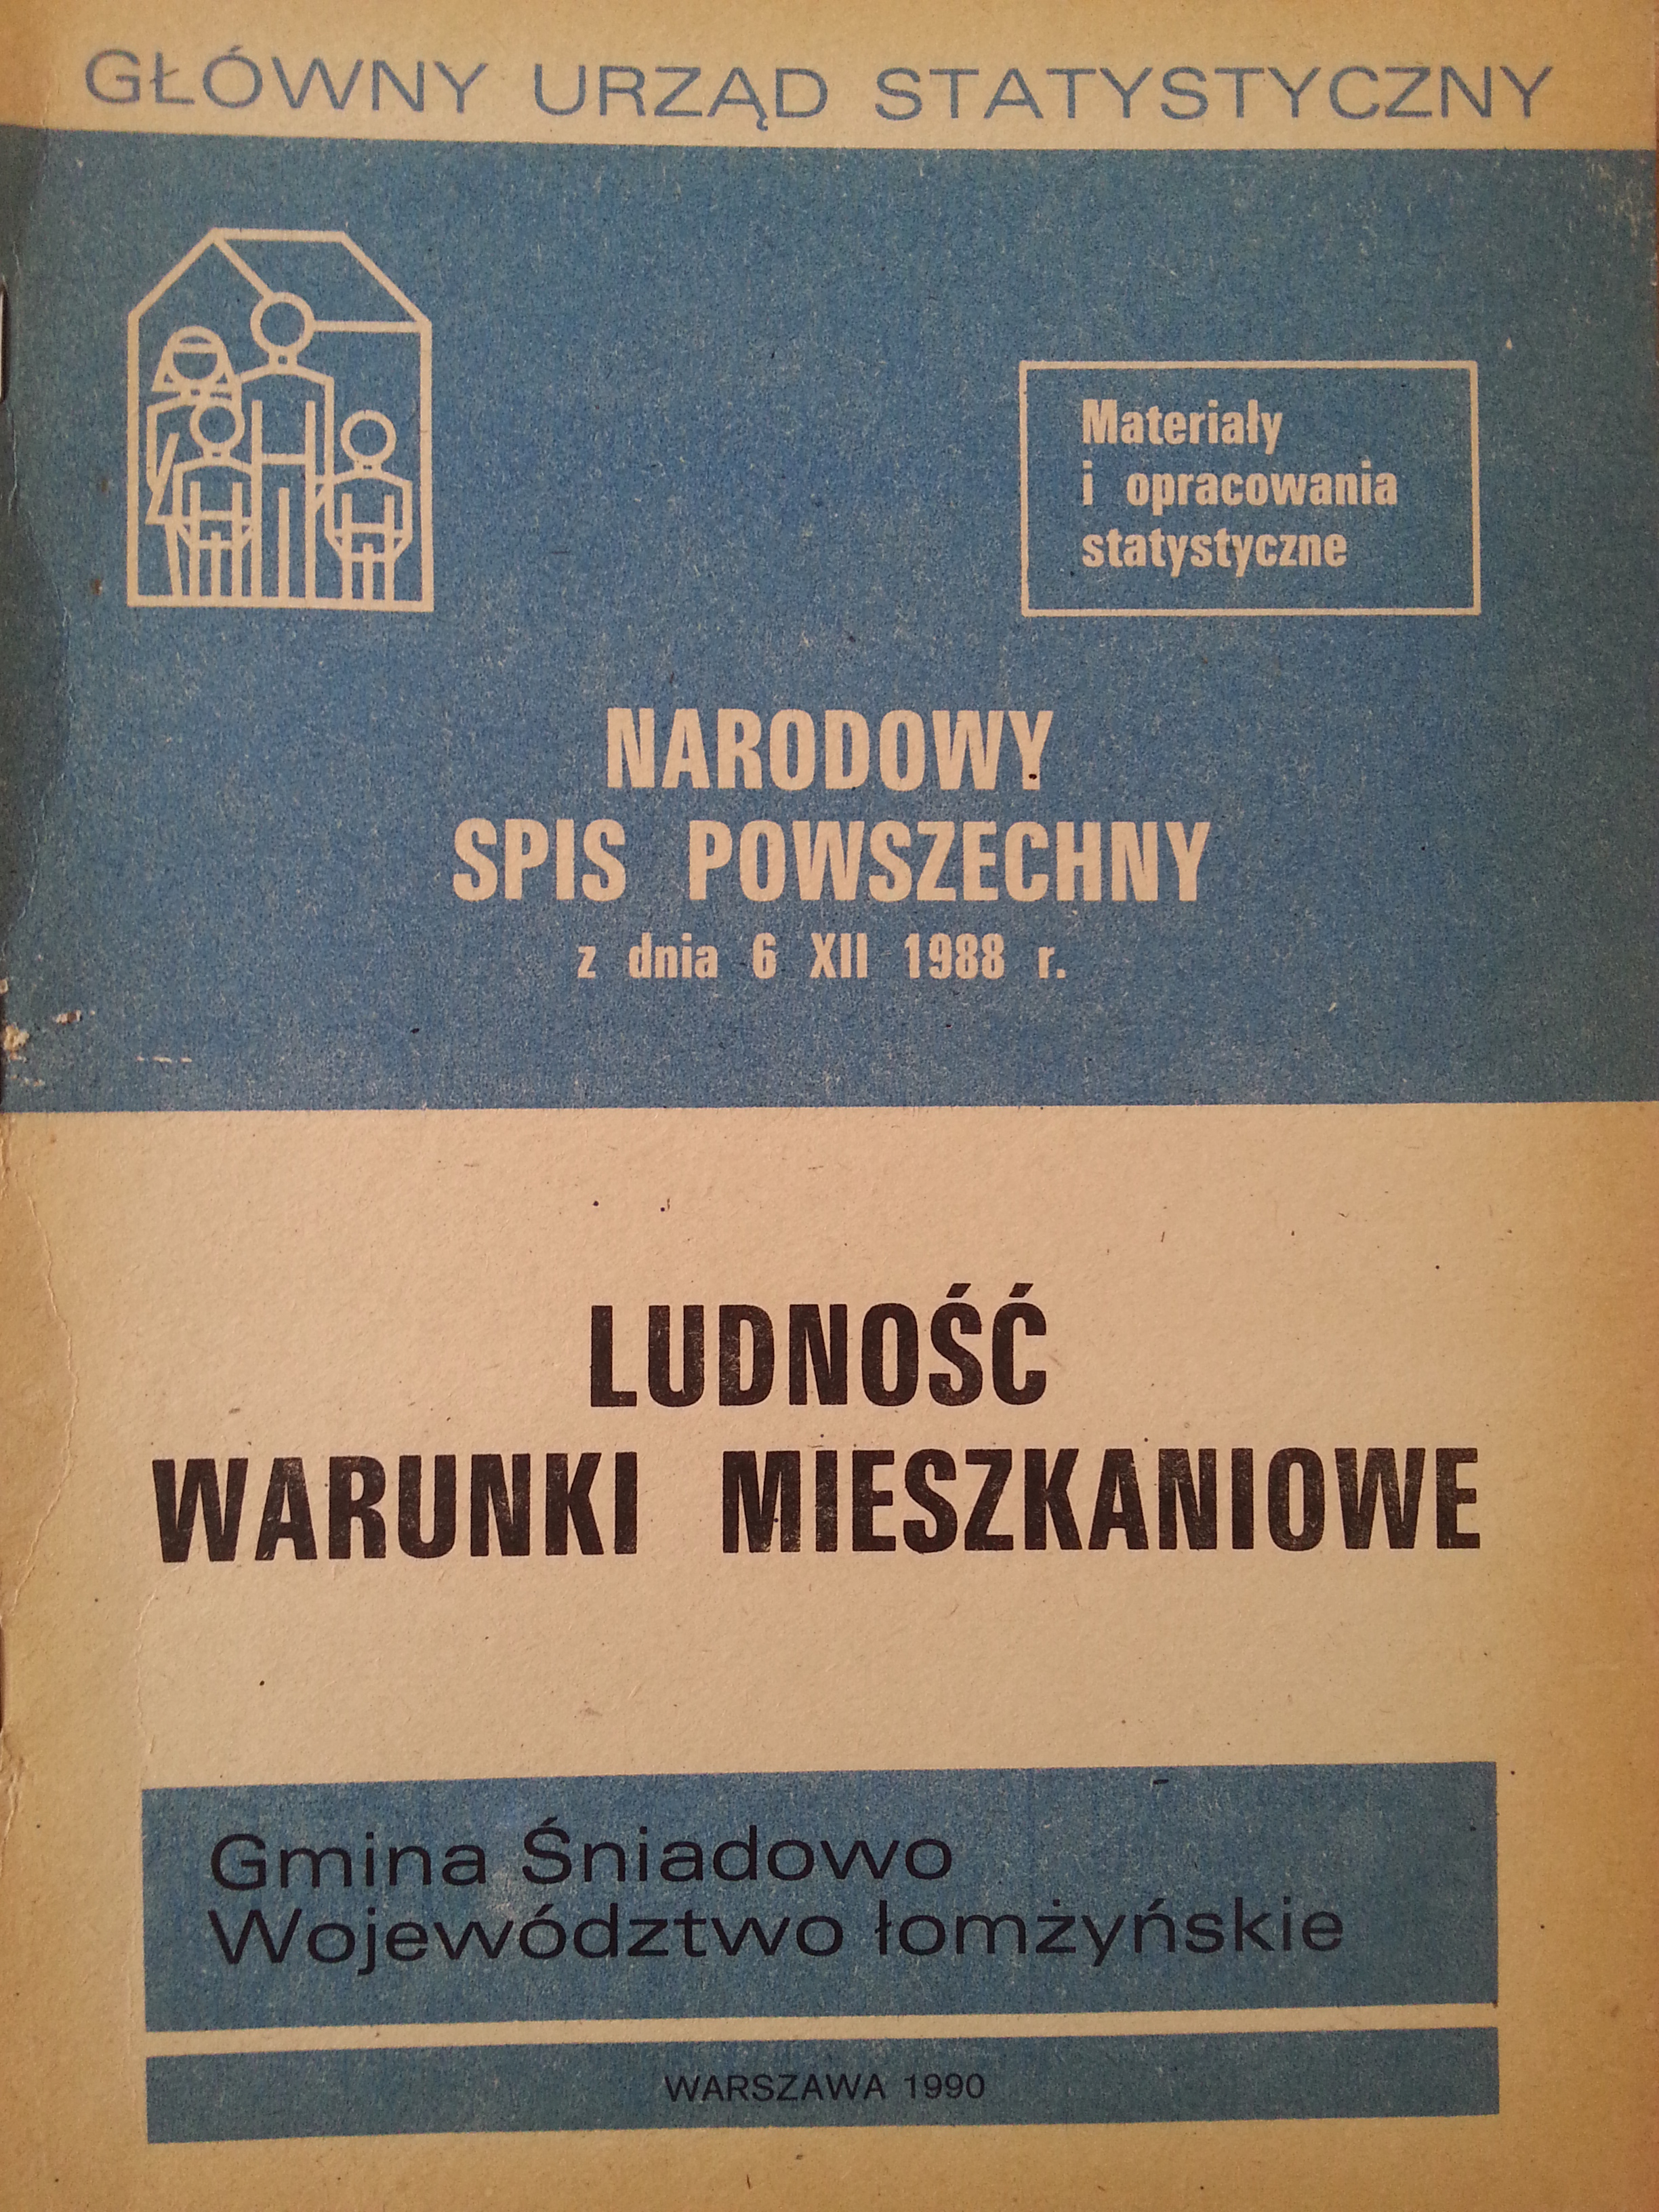 GŁÓWNY URZĄD STATYSTYCZNY
Materiały
i opracowania
statystyczne
NARODOWY
SPIS POWSZECHNY
z dnia 6 XII 1988 r.
LUDNOŚĆ
WARUNKI MIESZKANIOWE
Gmina Śniadowo
Województwo łomżyńskie
WARSZAWA 1990